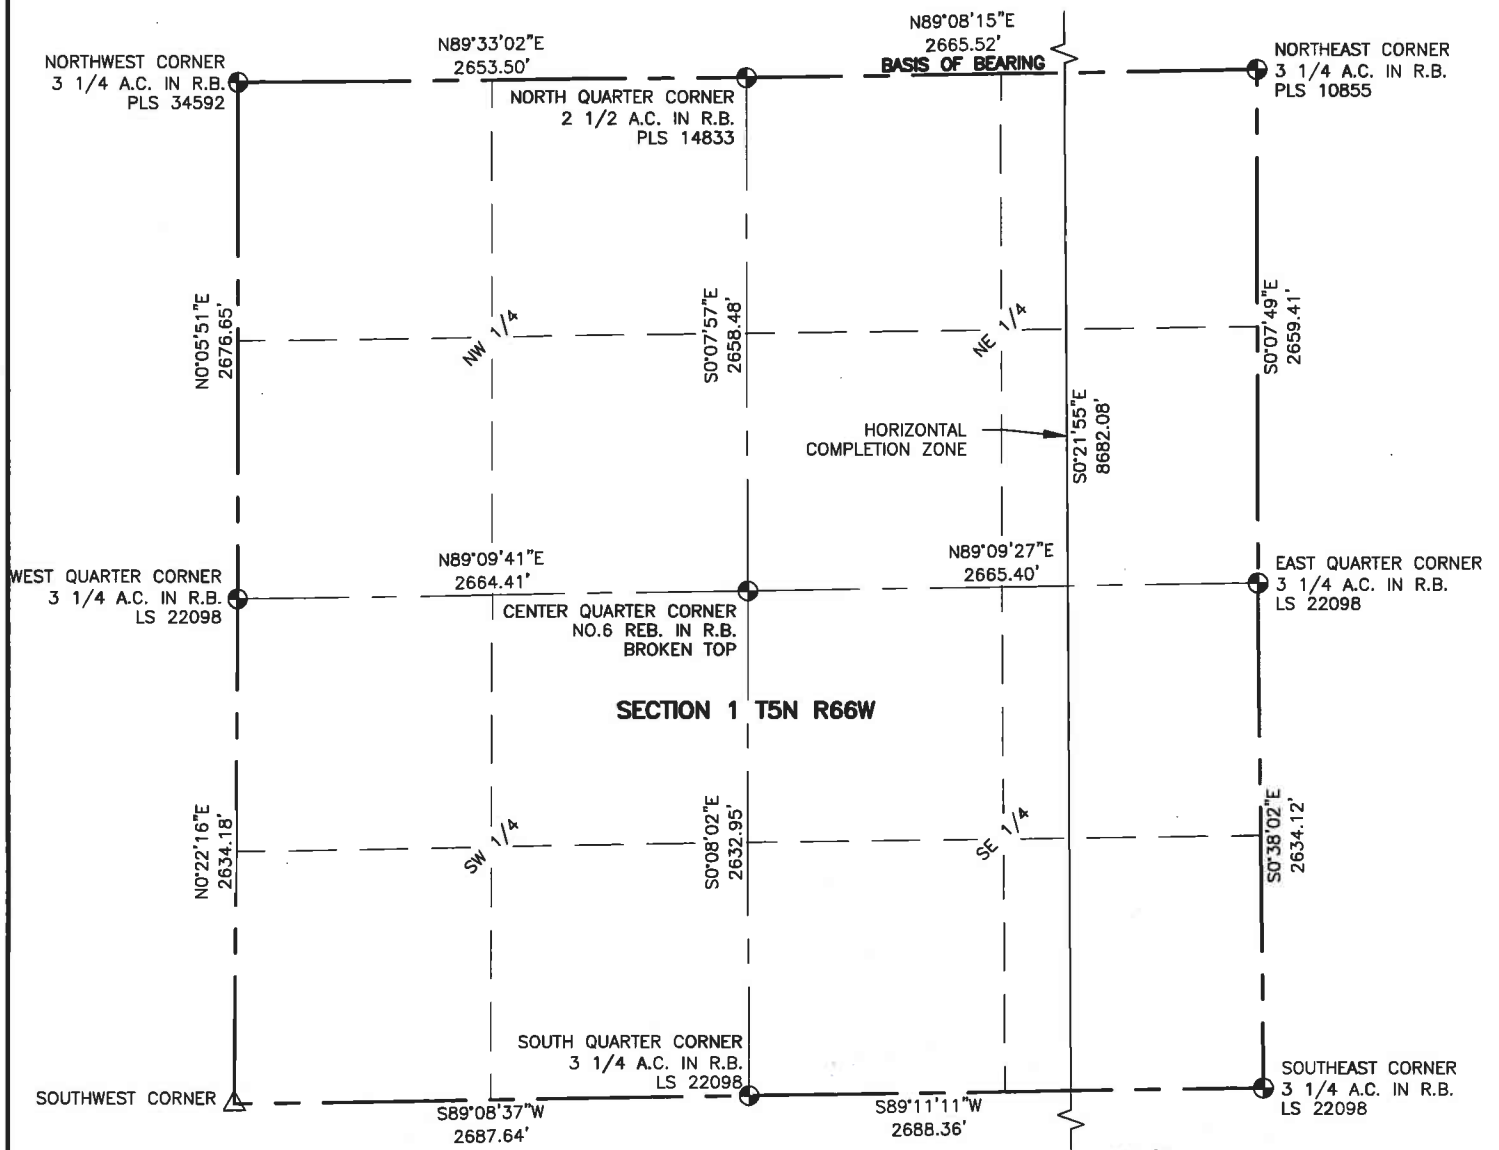 N89°33'02"E
2653.50'
N89°08'15"E
2665.52'
BASIS OF BEARING
NORTHWEST CORNER
3 1/4 A.C. IN R.B.
PLS 34592
NORTH QUARTER CORNER
2 1/2 A.C. IN R.B.
PLS 14833
NORTHEAST CORNER
3 1/4 A.C. IN R.B.
PLS 10855
N0°05'51"E
2676.65'
NW 1/4
S0°07'57"E
2658.48'
NE 1/4
S0°07'49"E
2659.41'
HORIZONTAL
COMPLETION ZONE
S0°21'55"E
8682.08'
WEST QUARTER CORNER
3 1/4 A.C. IN R.B.
LS 22098
N89°09'41"E
2664.41'
CENTER QUARTER CORNER
NO.6 REB. IN R.B.
BROKEN TOP
N89°09'27"E
2665.40'
EAST QUARTER CORNER
3 1/4 A.C. IN R.B.
LS 22098
SECTION 1 T5N R66W
N0°22'16"E
2634.18'
SW 1/4
S0°08'02"E
2632.95'
SE 1/4
S0°38'02"E
2634.12'
SOUTHWEST CORNER
S89°08'37"W
2687.64'
SOUTH QUARTER CORNER
3 1/4 A.C. IN R.B.
LS 22098
S89°11'11"W
2688.36'
SOUTHEAST CORNER
3 1/4 A.C. IN R.B.
LS 22098